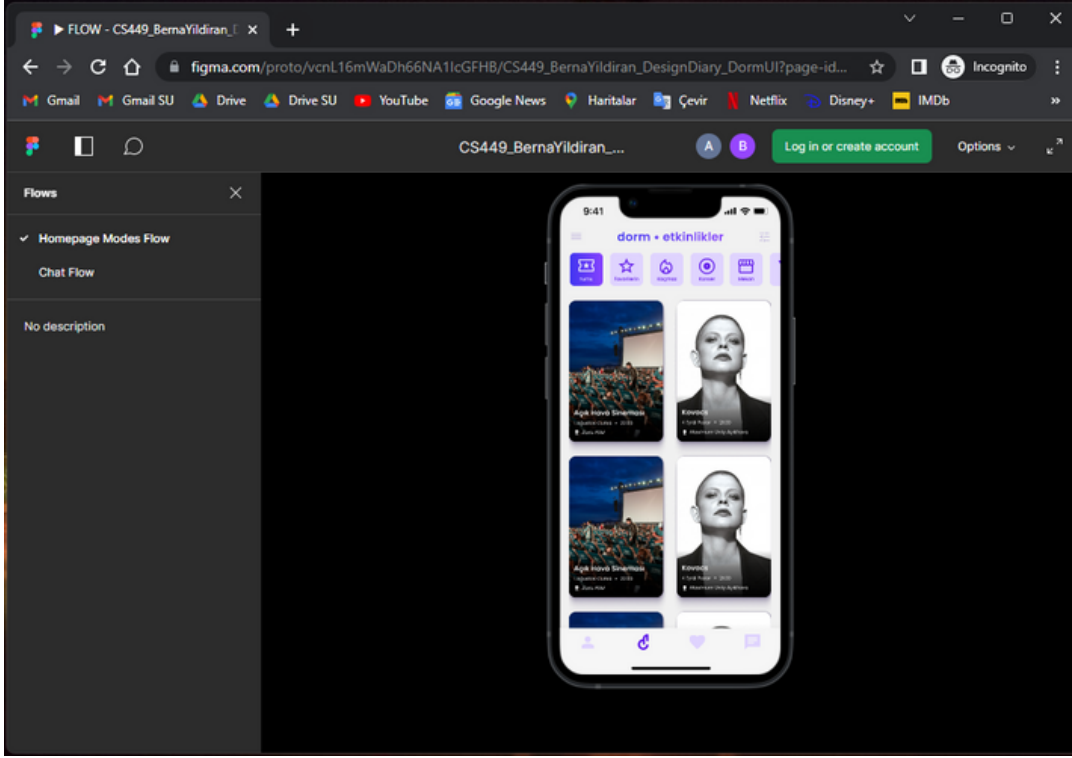 FLOW - CS449_BernaYildiran_D
figma.com/proto/vcnL16mWaDh66NA1IcGFHB/CS449_BernaYildiran_DesignDiary_DormUI?page-id...
Incognito
Gmail
Gmail SU
Drive
Drive SU
YouTube
Google News
Haritalar
Çevir
Netflix
Disney+
IMDb
»
CS449_BernaYildiran_...
A
B
Log in or create account
Options
Flows
Homepage Modes Flow
Chat Flow
No description
9:41
dorm • etkinlikler
Açık Hava Sineması
Kovacs
Açık Hava Sineması
Kovacs